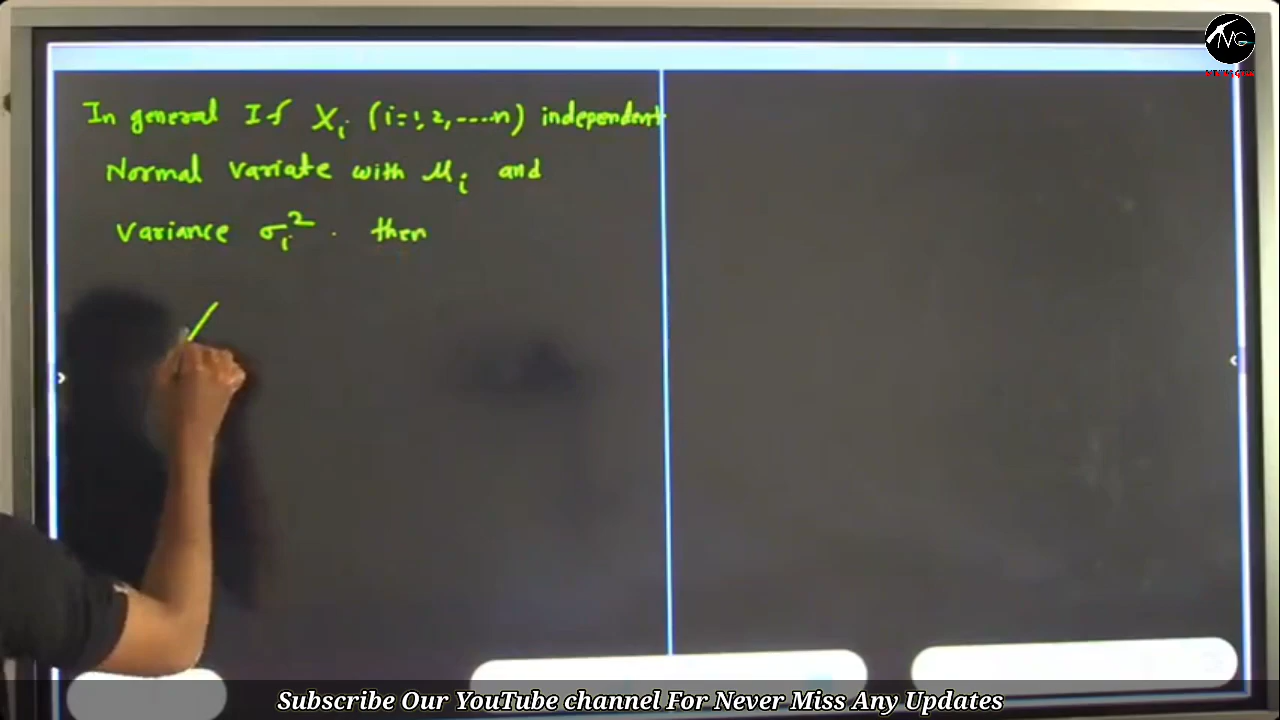 In general If Xi (i=1,2,----n) independent
Normal variate with μi and
variance σi². then
Subscribe Our YouTube channel For Never Miss Any Updates